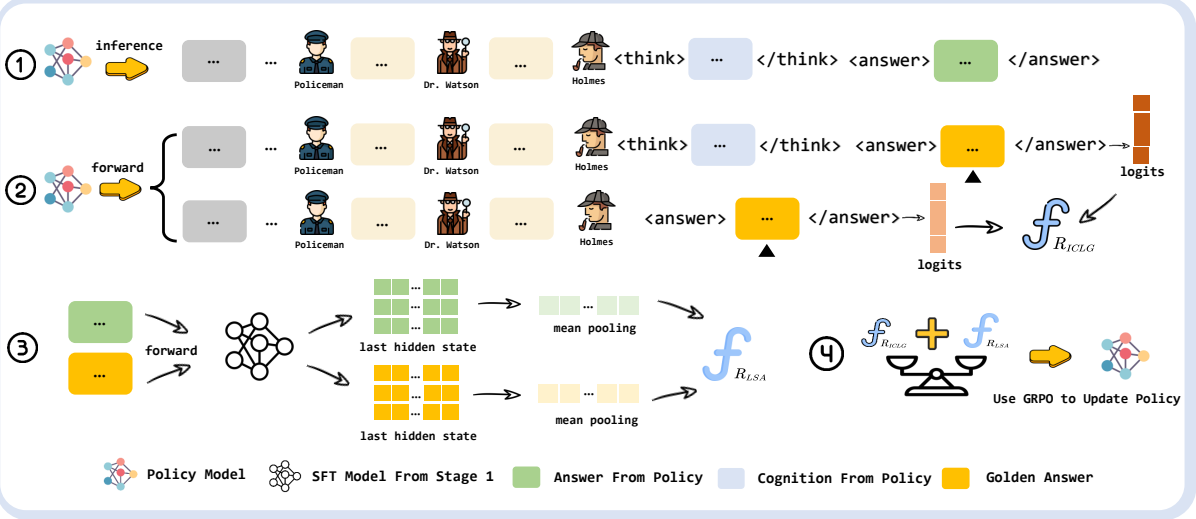 1
inference
...
...
Policeman
...
Dr. Watson
...
Holmes
<think>
...
</think>
<answer>
...
</answer>
2
forward
...
...
Policeman
...
Dr. Watson
...
Holmes
<think>
...
</think>
<answer>
...
</answer>
logits
...
...
Policeman
...
Dr. Watson
...
Holmes
<answer>
...
</answer>
logits
f R_ICLG
3
...
...
forward
...
...
...
last hidden state
...
mean pooling
...
...
...
last hidden state
...
mean pooling
f R_LSA
4
f R_ICLG
+
f R_LSA
Use GRPO to Update Policy
Policy Model
SFT Model From Stage 1
Answer From Policy
Cognition From Policy
Golden Answer